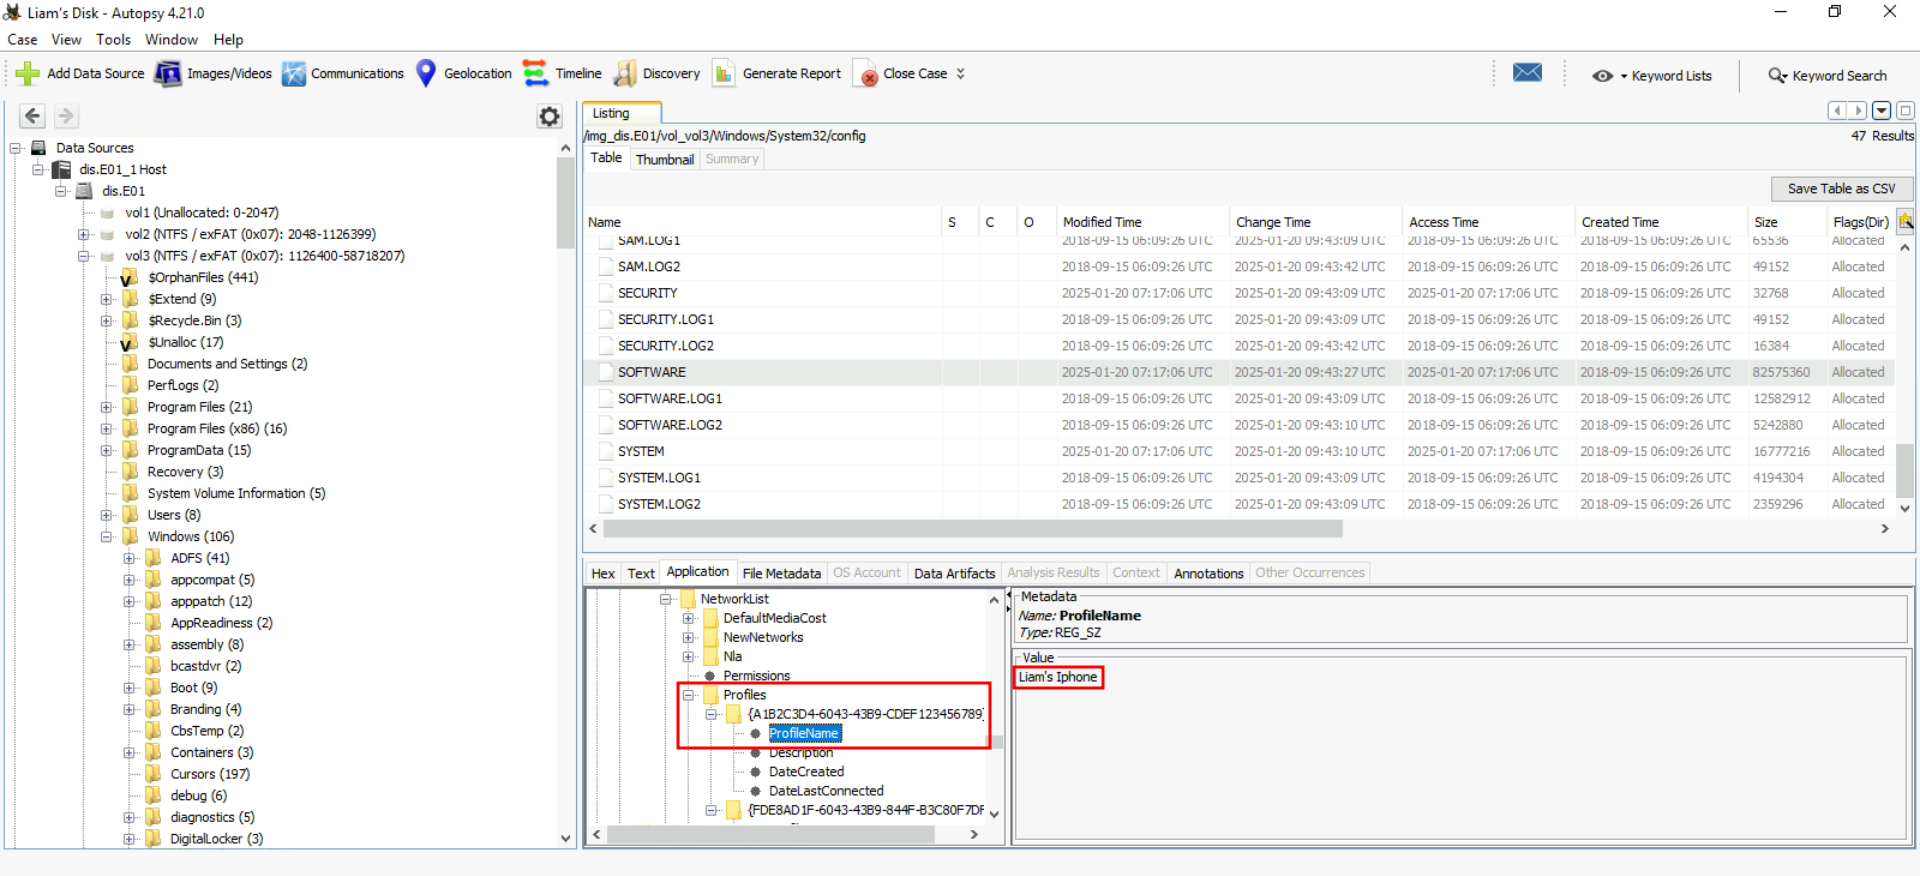 Liam's Disk - Autopsy 4.21.0
Case View Tools Window Help
Add Data Source Images/Videos Communications Geolocation Timeline Discovery Generate Report Close Case Keyword Lists Keyword Search
Data Sources
dis.E01_1 Host
dis.E01
vol1 (Unallocated: 0-2047)
vol2 (NTFS / exFAT (0x07): 2048-1126399)
vol3 (NTFS / exFAT (0x07): 1126400-58718207)
$OrphanFiles (441)
$Extend (9)
$Recycle.Bin (3)
$Unalloc (17)
Documents and Settings (2)
PerfLogs (2)
Program Files (21)
Program Files (x86) (16)
ProgramData (15)
Recovery (3)
System Volume Information (5)
Users (8)
Windows (106)
ADFS (41)
appcompat (5)
apppatch (12)
AppReadiness (2)
assembly (8)
bcastdvr (2)
Boot (9)
Branding (4)
CbsTemp (2)
Containers (3)
Cursors (197)
debug (6)
diagnostics (5)
DigitalLocker (3)
Listing
/img_dis.E01/vol_vol3/Windows/System32/config
47 Results
Table Thumbnail Summary
Save Table as CSV
Name S C O Modified Time Change Time Access Time Created Time Size Flags(Dir)
SAM.LOG1 2018-09-15 06:09:26 UTC 2025-01-20 09:43:09 UTC 2018-09-15 06:09:26 UTC 2018-09-15 06:09:26 UTC 65536 Allocated
SAM.LOG2 2018-09-15 06:09:26 UTC 2025-01-20 09:43:42 UTC 2018-09-15 06:09:26 UTC 2018-09-15 06:09:26 UTC 49152 Allocated
SECURITY 2025-01-20 07:17:06 UTC 2025-01-20 09:43:09 UTC 2025-01-20 07:17:06 UTC 2018-09-15 06:09:26 UTC 32768 Allocated
SECURITY.LOG1 2018-09-15 06:09:26 UTC 2025-01-20 09:43:09 UTC 2018-09-15 06:09:26 UTC 2018-09-15 06:09:26 UTC 49152 Allocated
SECURITY.LOG2 2018-09-15 06:09:26 UTC 2025-01-20 09:43:42 UTC 2018-09-15 06:09:26 UTC 2018-09-15 06:09:26 UTC 16384 Allocated
SOFTWARE 2025-01-20 07:17:06 UTC 2025-01-20 09:43:27 UTC 2025-01-20 07:17:06 UTC 2018-09-15 06:09:26 UTC 82575360 Allocated
SOFTWARE.LOG1 2018-09-15 06:09:26 UTC 2025-01-20 09:43:09 UTC 2018-09-15 06:09:26 UTC 2018-09-15 06:09:26 UTC 12582912 Allocated
SOFTWARE.LOG2 2018-09-15 06:09:26 UTC 2025-01-20 09:43:10 UTC 2018-09-15 06:09:26 UTC 2018-09-15 06:09:26 UTC 5242880 Allocated
SYSTEM 2025-01-20 07:17:06 UTC 2025-01-20 09:43:10 UTC 2025-01-20 07:17:06 UTC 2018-09-15 06:09:26 UTC 16777216 Allocated
SYSTEM.LOG1 2018-09-15 06:09:26 UTC 2025-01-20 09:43:09 UTC 2018-09-15 06:09:26 UTC 2018-09-15 06:09:26 UTC 4194304 Allocated
SYSTEM.LOG2 2018-09-15 06:09:26 UTC 2025-01-20 09:43:09 UTC 2018-09-15 06:09:26 UTC 2018-09-15 06:09:26 UTC 2359296 Allocated
Hex Text Application File Metadata OS Account Data Artifacts Analysis Results Context Annotations Other Occurrences
NetworkList
DefaultMediaCost
NewNetworks
Nla
Permissions
Profiles
{A1B2C3D4-6043-43B9-CDEF123456789}
ProfileName
Description
DateCreated
DateLastConnected
{FDE8AD1F-6043-43B9-844F-B3C80F7DF
Metadata
Name: ProfileName
Type: REG_SZ
Value
Liam's Iphone